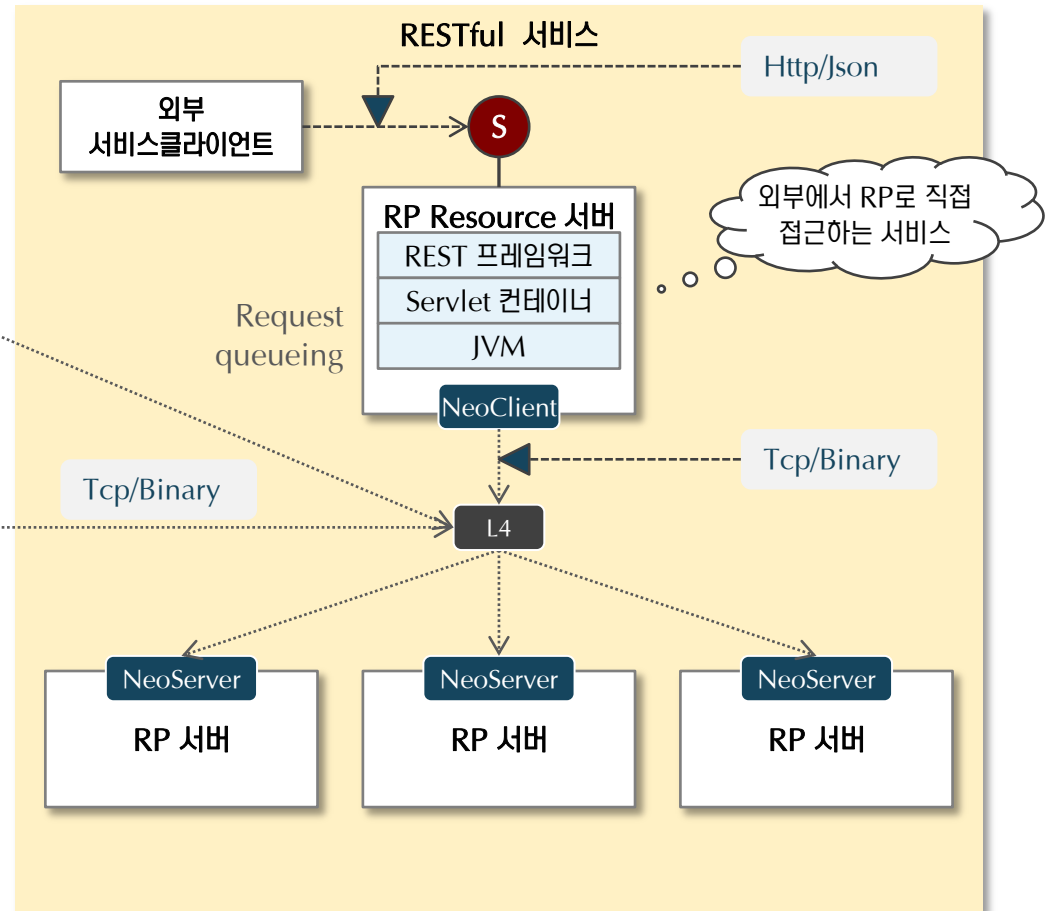 RESTful 서비스
Http/Json
외부
서비스클라이언트
S
외부에서 RP로 직접
접근하는 서비스
RP Resource 서버
REST 프레임워크
Servlet 컨테이너
JVM
Request
queueing
NeoClient
Tcp/Binary
Tcp/Binary
L4
NeoServer
NeoServer
NeoServer
RP 서버
RP 서버
RP 서버